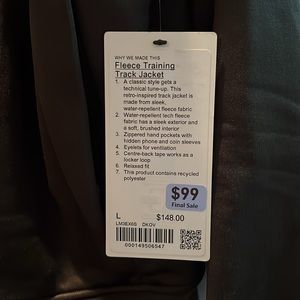 WHY WE MADE THIS
Fleece Training
Track Jacket
1. A classic style gets a
technical tune-up. This
retro-inspired track jacket is
made from sleek,
water-repellent fleece fabric
2. Water-repellent tech fleece
fabric has a sleek exterior and
a soft, brushed interior
3. Zippered hand pockets with
hidden phone and coin sleeves
4. Eyelets for ventilation
5. Centre-back tape works as a
locker loop
6. Relaxed fit
7. This product contains recycled
polyester
$99
Final Sale
L $148.00
LM3EX6S DKOV
000149506947